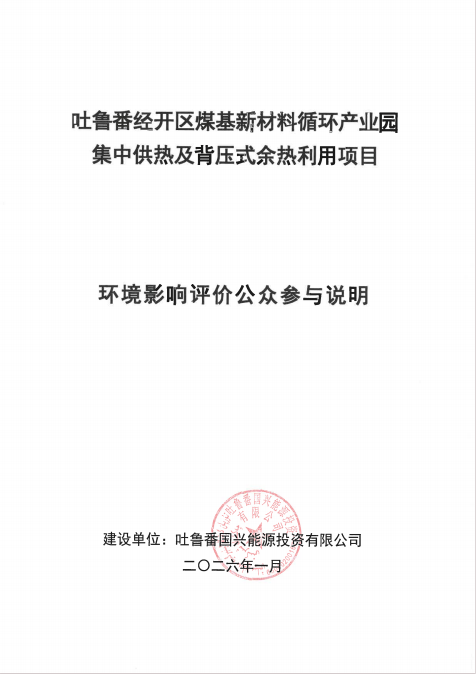 吐鲁番经开区煤基新材料循环产业园
集中供热及背压式余热利用项目
环境影响评价公众参与说明
建设单位：吐鲁番国兴能源投资有限公司
二〇二六年一月